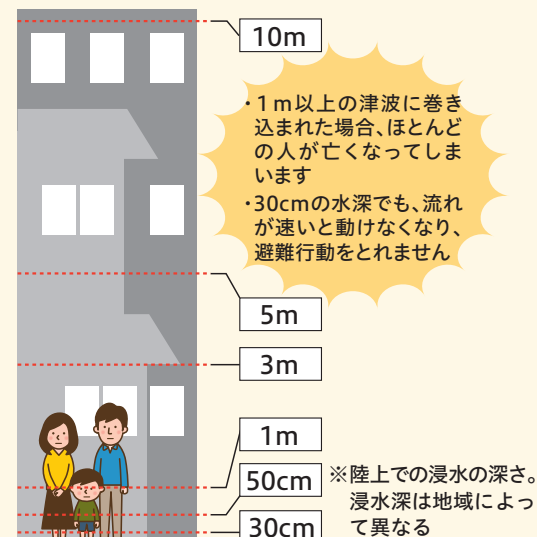 10m
・1m以上の津波に巻き
込まれた場合、ほとんど
の人が亡くなってしま
います
・30cmの水深でも、流れ
が速いと動けなくなり、
避難行動をとれません
5m
3m
1m
50cm
30cm
※陸上での浸水の深さ。
浸水深は地域によっ
て異なる